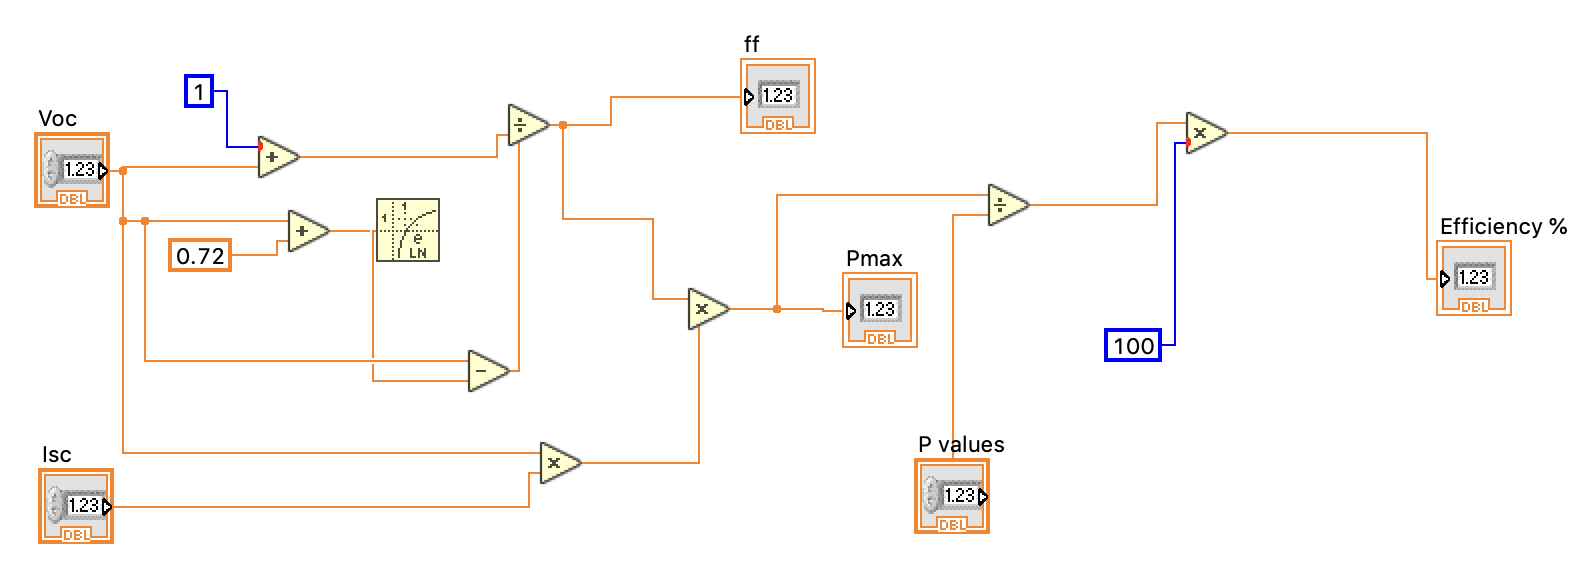 ff
1.23
DBL
1
Voc
1.23
DBL
+
÷
×
1
1
e
LN
+
0.72
÷
Efficiency %
1.23
DBL
Pmax
1.23
DBL
×
100
−
Isc
1.23
DBL
×
P values
1.23
DBL